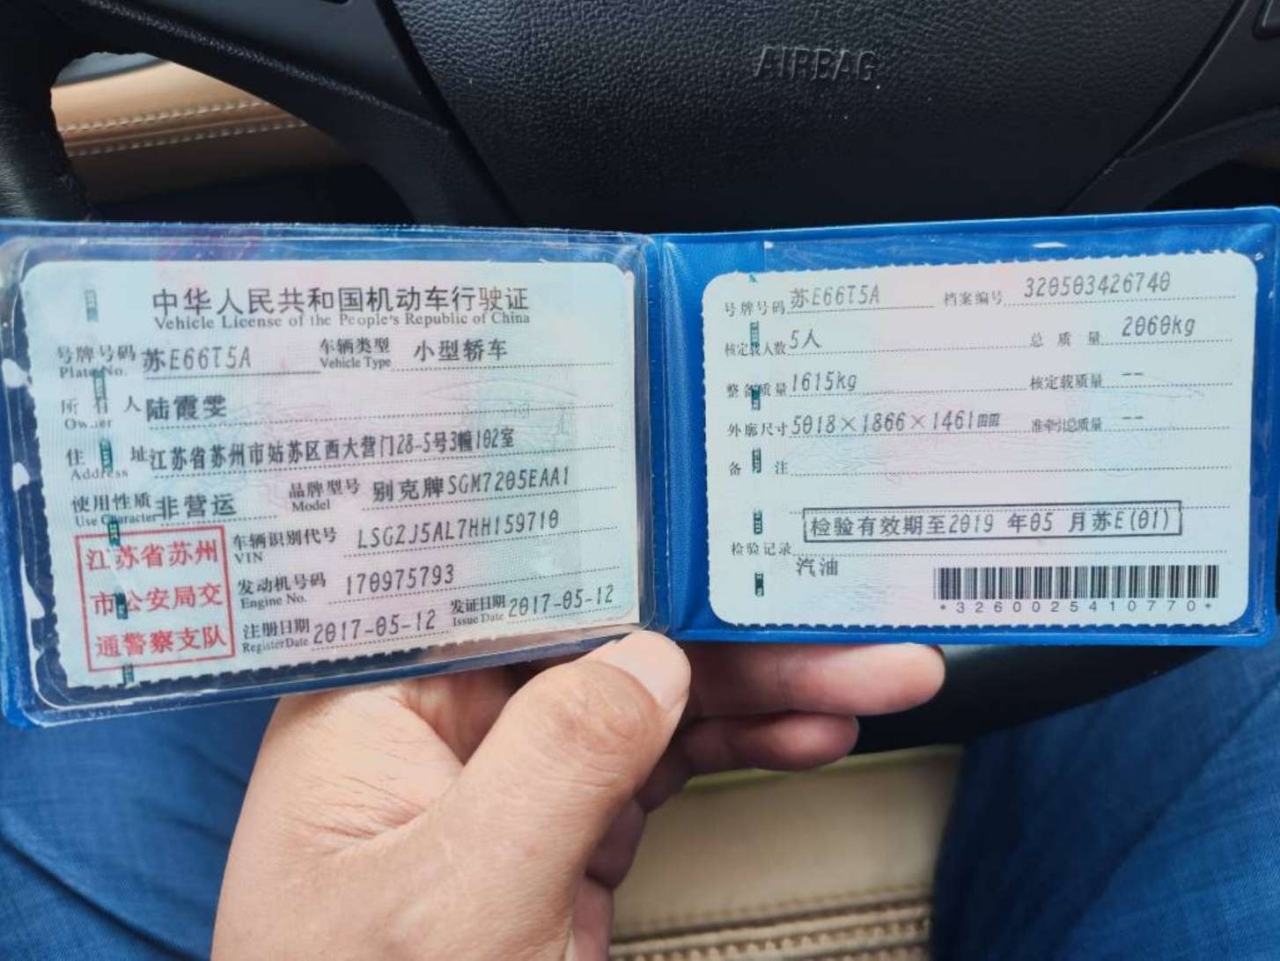 AIRBAG
中华人民共和国机动车行驶证
Vehicle License of the People's Republic of China
号牌号码 苏E66T5A 车辆类型 小型轿车
Plate No. Vehicle Type
所有人 陆霞雯
Owner
住址 江苏省苏州市姑苏区西大营门28-5号3幢102室
Address
使用性质 非营运 品牌型号 别克牌SGM7205EAA1
Use Character Model
江苏省苏州
市公安局交
通警察支队
车辆识别代号 LSGZJ5AL7HH159710
VIN
发动机号码 170975793
Engine No.
注册日期 2017-05-12 发证日期 2017-05-12
Register Date Issue Date
号牌号码 苏E66T5A 档案编号 320503426740
核定载人数 5人 总质量 2060kg
整备质量 1615kg 核定载质量 --
外廓尺寸 5018×1866×1461mm 准牵引总质量 --
备注
检验有效期至2019 年05 月苏E(01)
检验记录
汽油
*3260025410770*